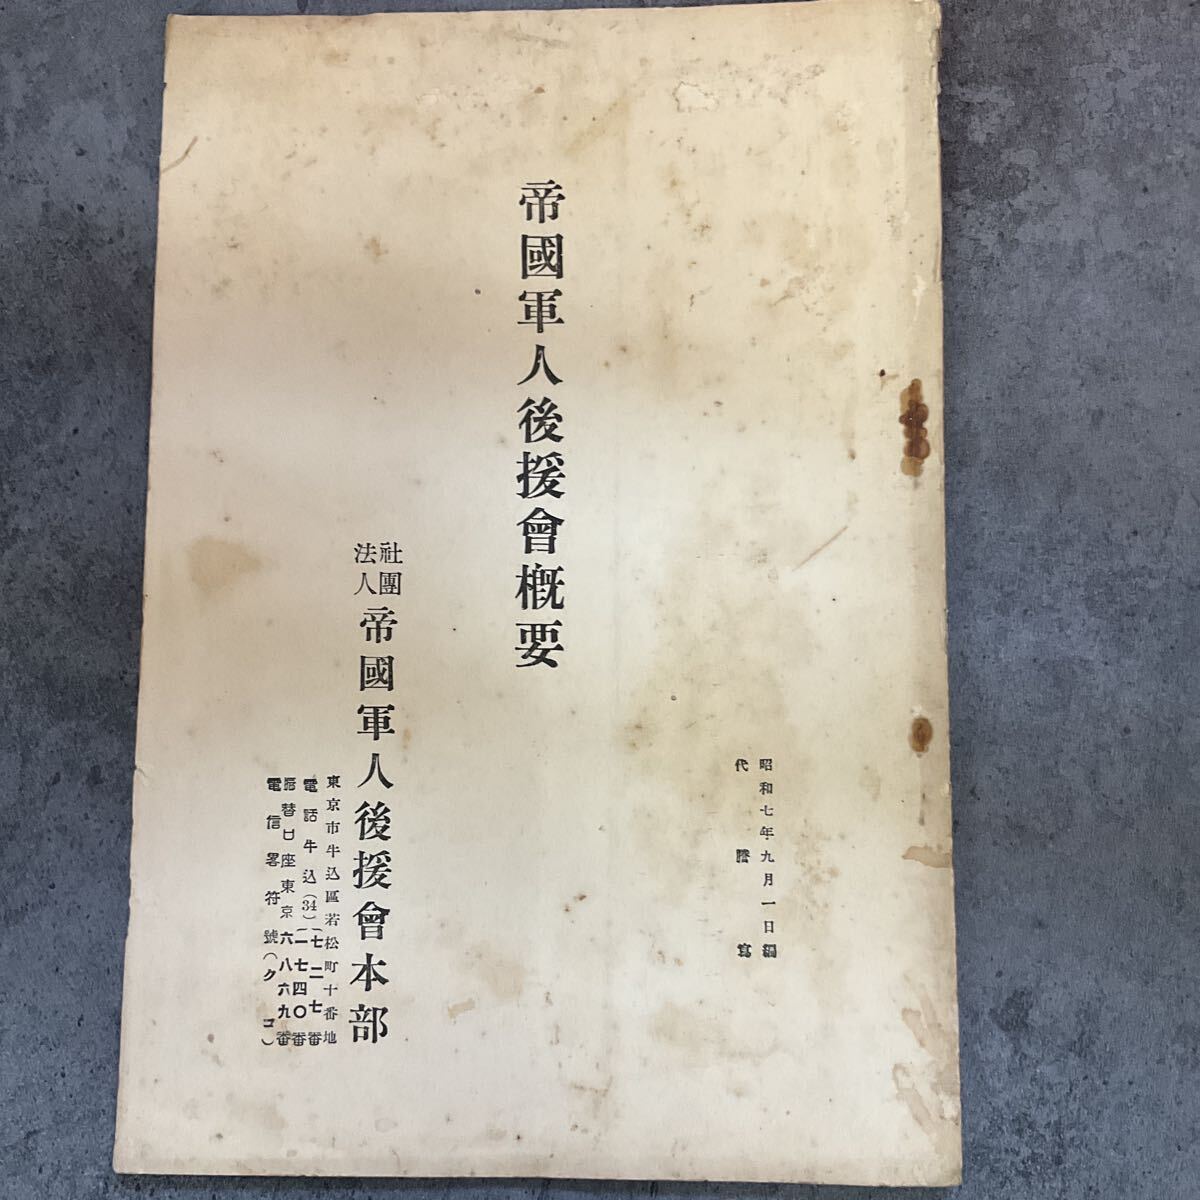 昭和七年九月一日編
代謄寫
帝國軍人後援會槪要
社團法人 帝國軍人後援會本部
東京市牛込區若松町十番地
電話牛込(34){七二七番
一七四〇番
振替口座東京六八六九番
電信畧符號(クコ)